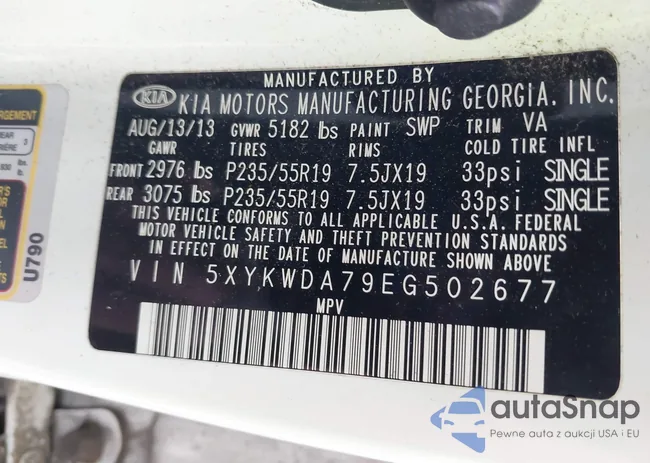 MANUFACTURED BY
KIA KIA MOTORS MANUFACTURING GEORGIA. INC.
AUG/13/13 GVWR 5182 lbs PAINT SWP TRIM VA
GAWR TIRES RIMS COLD TIRE INFL
FRONT 2976 lbs P235/55R19 7.5JX19 33psi SINGLE
REAR 3075 lbs P235/55R19 7.5JX19 33psi SINGLE
THIS VEHICLE CONFORMS TO ALL APPLICABLE U.S.A. FEDERAL
MOTOR VEHICLE SAFETY AND THEFT PREVENTION STANDARDS
IN EFFECT ON THE DATE OF MANUFACTURE SHOWN ABOVE.
VIN 5XYKWDA79EG502677
MPV
U790
autaSnap
Pewne auta z aukcji USA i EU